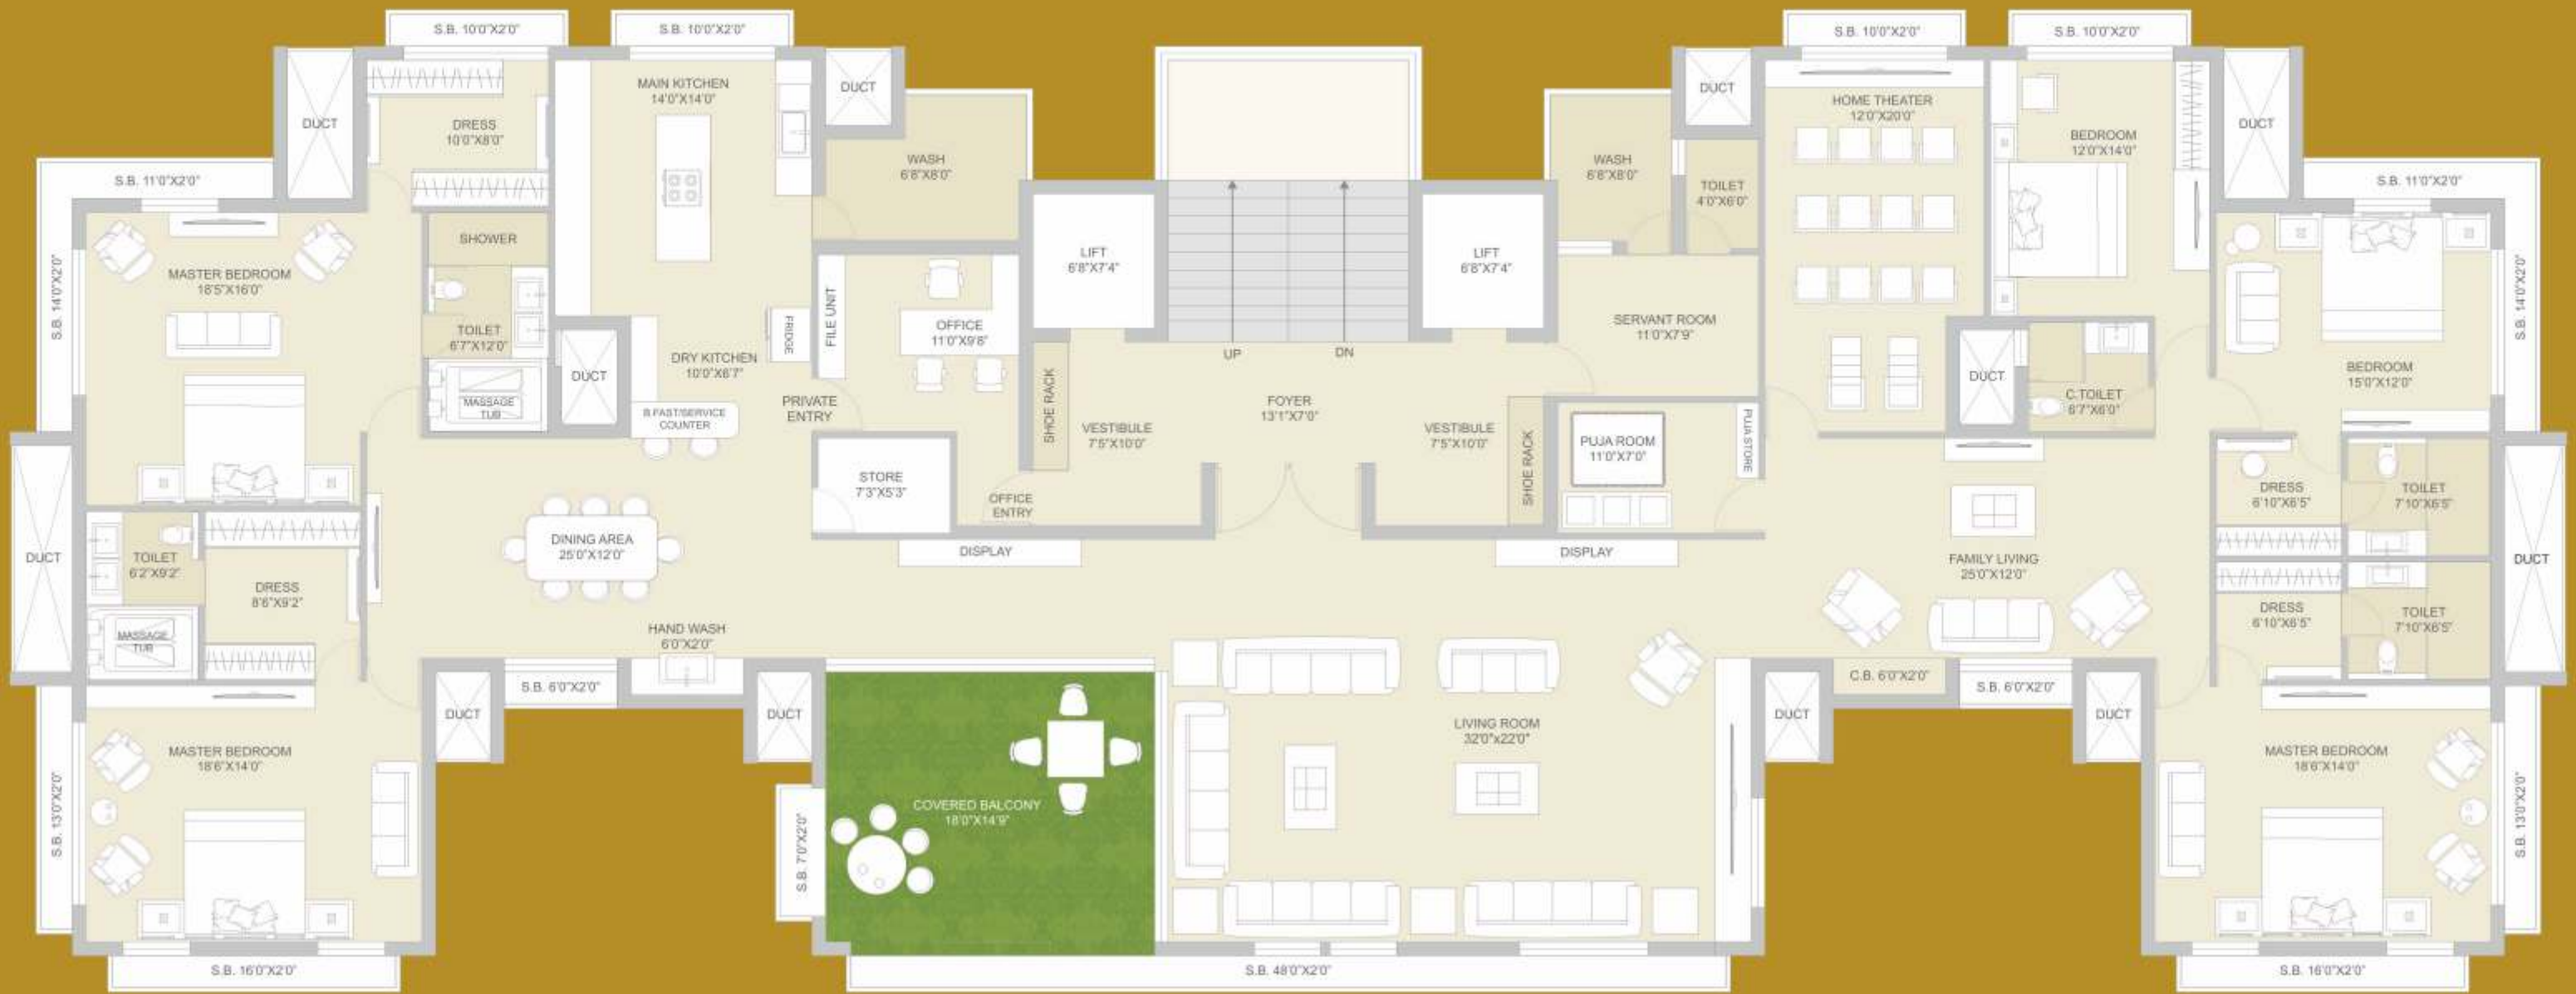 S.B. 10'0"X2'0"
S.B. 10'0"X2'0"
S.B. 10'0"X2'0"
S.B. 10'0"X2'0"
DUCT
DRESS
10'0"X8'0"
MAIN KITCHEN
14'0"X14'0"
DUCT
WASH
6'8"X8'0"
WASH
6'8"X8'0"
DUCT
TOILET
4'0"X6'0"
HOME THEATER
12'0"X20'0"
BEDROOM
12'0"X14'0"
DUCT
S.B. 11'0"X2'0"
S.B. 11'0"X2'0"
S.B. 14'0"X2'0"
MASTER BEDROOM
18'5"X16'0"
SHOWER
TOILET
6'7"X12'0"
MASSAGE
TUB
DUCT
DRY KITCHEN
10'0"X6'7"
FRIDGE
B.FAST/SERVICE
COUNTER
PRIVATE
ENTRY
FILE UNIT
OFFICE
11'0"X9'8"
LIFT
6'8"X7'4"
UP
DN
LIFT
6'8"X7'4"
SERVANT ROOM
11'0"X7'9"
SHOE RACK
VESTIBULE
7'5"X10'0"
FOYER
13'1"X7'0"
VESTIBULE
7'5"X10'0"
SHOE RACK
PUJA ROOM
11'0"X7'0"
PUJA STORE
DUCT
C.TOILET
6'7"X6'0"
BEDROOM
15'0"X12'0"
S.B. 14'0"X2'0"
STORE
7'3"X5'3"
OFFICE
ENTRY
DUCT
TOILET
6'2"X9'2"
DRESS
8'6"X9'2"
MASSAGE
TUB
DINING AREA
25'0"X12'0"
DISPLAY
DISPLAY
FAMILY LIVING
25'0"X12'0"
DRESS
6'10"X6'5"
TOILET
7'10"X6'5"
DRESS
6'10"X6'5"
TOILET
7'10"X6'5"
DUCT
HAND WASH
6'0"X2'0"
DUCT
S.B. 6'0"X2'0"
DUCT
DUCT
C.B. 6'0"X2'0"
S.B. 6'0"X2'0"
DUCT
S.B. 13'0"X2'0"
MASTER BEDROOM
18'6"X14'0"
S.B. 7'0"X2'0"
COVERED BALCONY
18'0"X14'9"
LIVING ROOM
32'0"x22'0"
MASTER BEDROOM
18'6"X14'0"
S.B. 13'0"X2'0"
S.B. 16'0"X2'0"
S.B. 48'0"X2'0"
S.B. 16'0"X2'0"